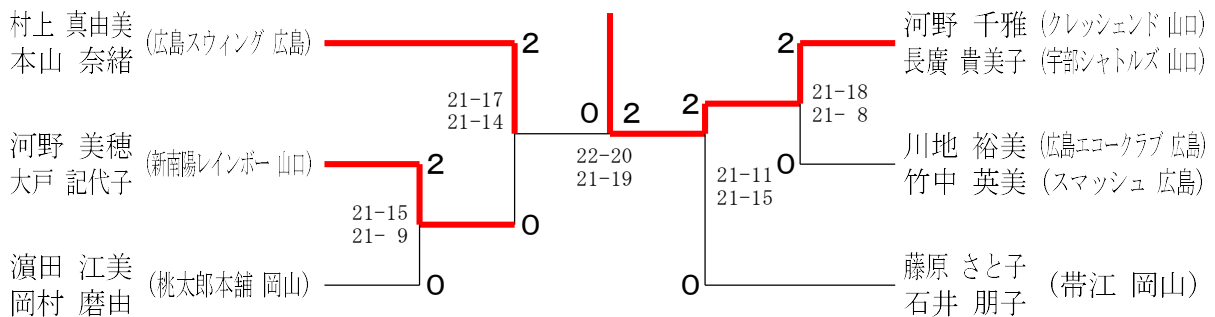 村上 真由美
本山 奈緒
(広島スウィング 広島)
2
21-17
21-14
河野 美穂
大戸 記代子
(新南陽レインボー 山口)
2
21-15
21- 9
0
濱田 江美
岡村 磨由
(桃太郎本舗 岡山)
0
0
2
22-20
21-19
河野 千雅 (クレッシェンド 山口)
長廣 貴美子 (宇部シャトルズ 山口)
2
2
21-18
21- 8
川地 裕美 (広島エコークラブ 広島)
竹中 英美 (スマッシュ 広島)
0
21-11
21-15
藤原 さと子
石井 朋子
(帯江 岡山)
0